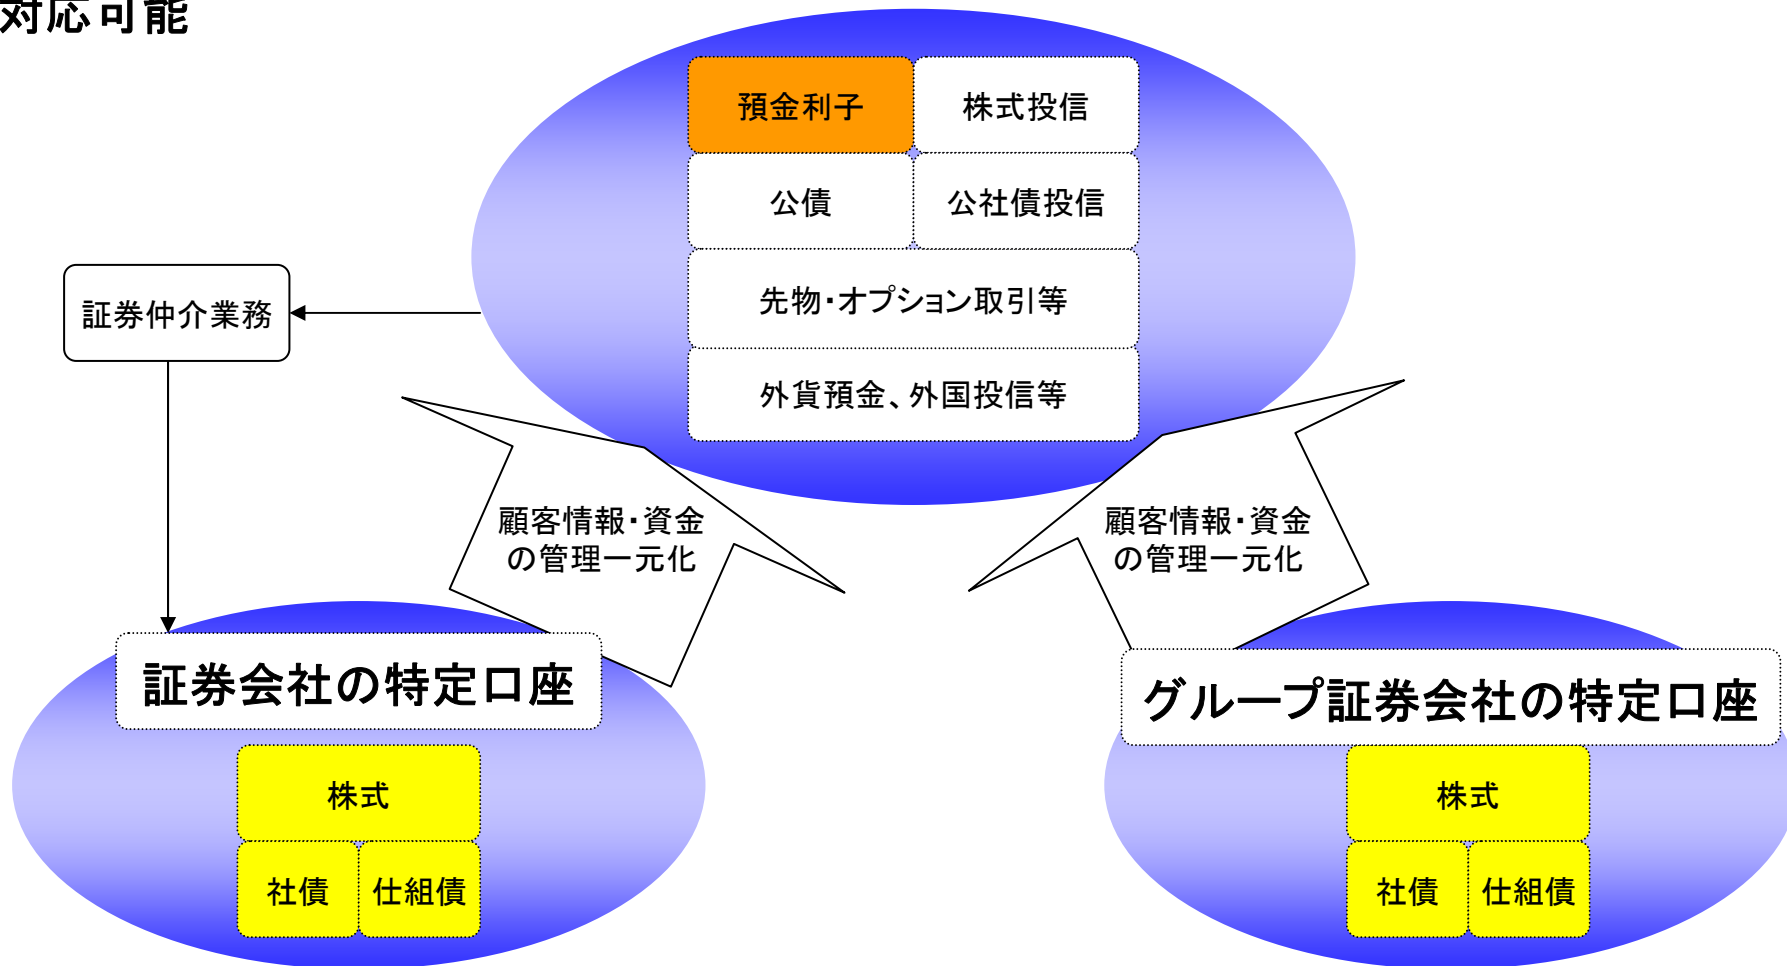 対応可能
預金利子
株式投信
公債
公社債投信
先物・オプション取引等
外貨預金、外国投信等
証券仲介業務
顧客情報・資金
の管理一元化
顧客情報・資金
の管理一元化
証券会社の特定口座
株式
社債
仕組債
グループ証券会社の特定口座
株式
社債
仕組債